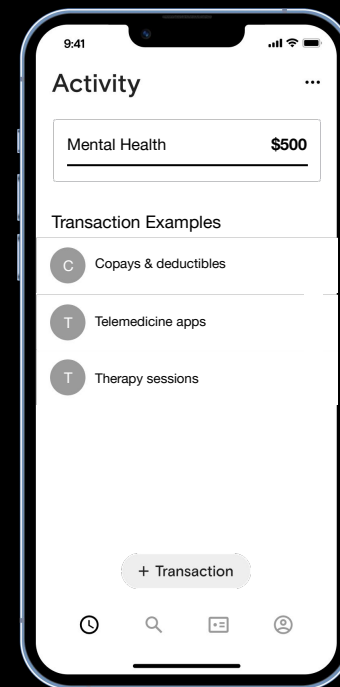 9:41
Activity
Mental Health $500
Transaction Examples
C Copays & deductibles
T Telemedicine apps
T Therapy sessions
+ Transaction